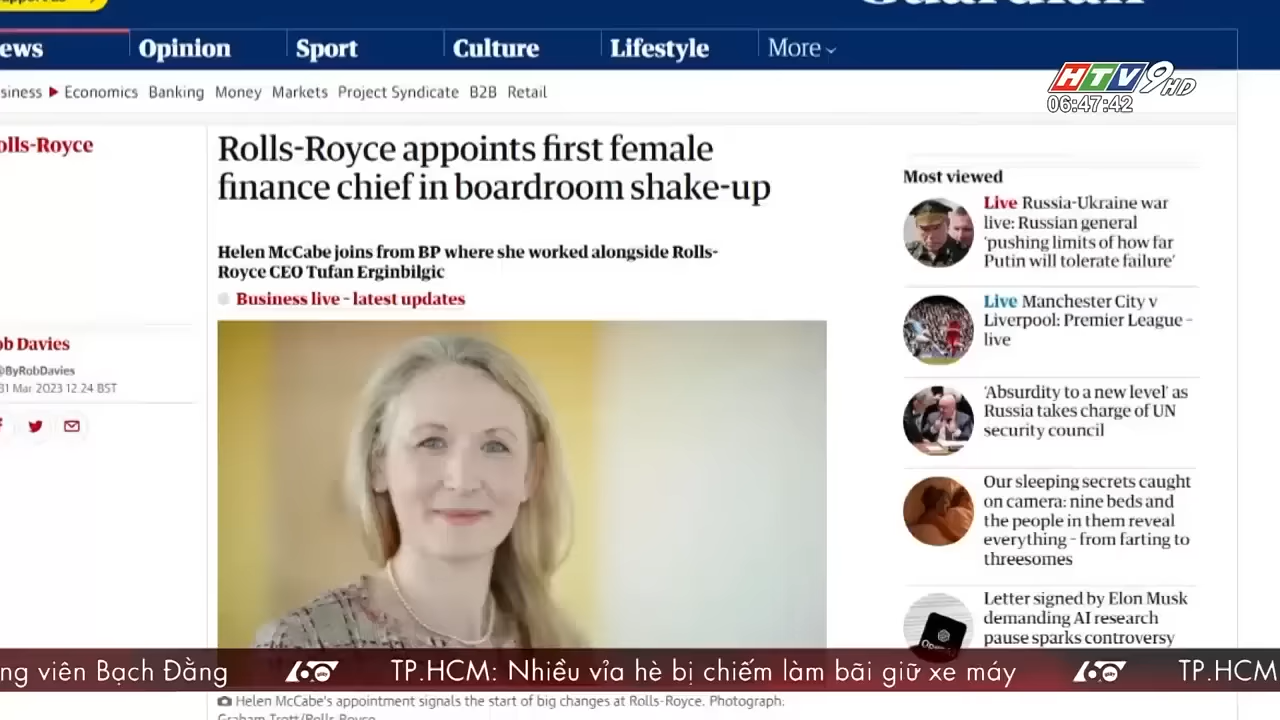 Opinion
Sport
Culture
Lifestyle
More
HTV9HD
06:47:42
Economics
Banking
Money
Markets
Project Syndicate
B2B
Retail
Rolls-Royce appoints first female
finance chief in boardroom shake-up
Helen McCabe joins from BP where she worked alongside Rolls-
Royce CEO Tufan Erginbilgic
Business live - latest updates
ob Davies
@ByRobDavies
31 Mar 2023 12.24 BST
Most viewed
Live Russia-Ukraine war
live: Russian general
‘pushing limits of how far
Putin will tolerate failure’
Live Manchester City v
Liverpool: Premier League –
live
‘Absurdity to a new level’ as
Russia takes charge of UN
security council
Our sleeping secrets caught
on camera: nine beds and
the people in them reveal
everything – from farting to
threesomes
Letter signed by Elon Musk
demanding AI research
pause sparks controversy
ng viên Bạch Đằng
60 giây
TP.HCM: Nhiều vỉa hè bị chiếm làm bãi giữ xe máy
60 giây
TP.HCM
Helen McCabe's appointment signals the start of big changes at Rolls-Royce. Photograph: